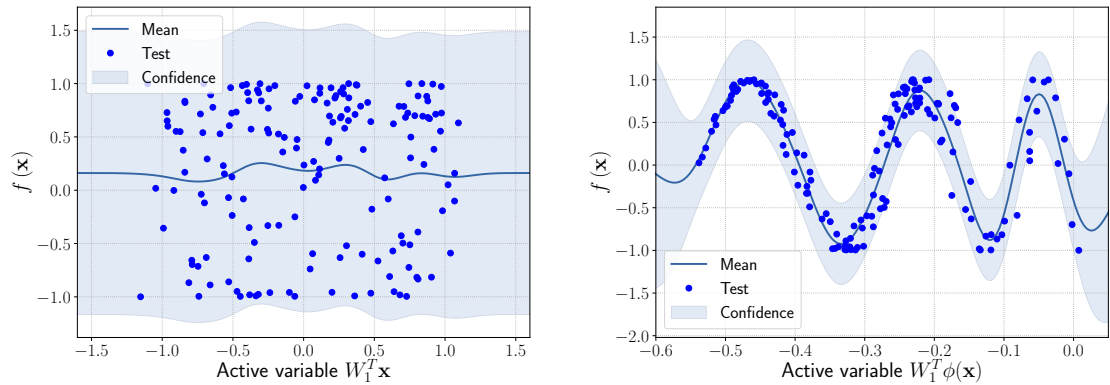 1.5
1.0
0.5
0.0
−0.5
−1.0
f (x)
Mean
Test
Confidence
−1.5 −1.0 −0.5 0.0 0.5 1.0 1.5
Active variable W₁ᵀx
1.5
1.0
0.5
0.0
−0.5
−1.0
−1.5
−2.0
f (x)
Mean
Test
Confidence
−0.6 −0.5 −0.4 −0.3 −0.2 −0.1 0.0
Active variable W₁ᵀϕ(x)